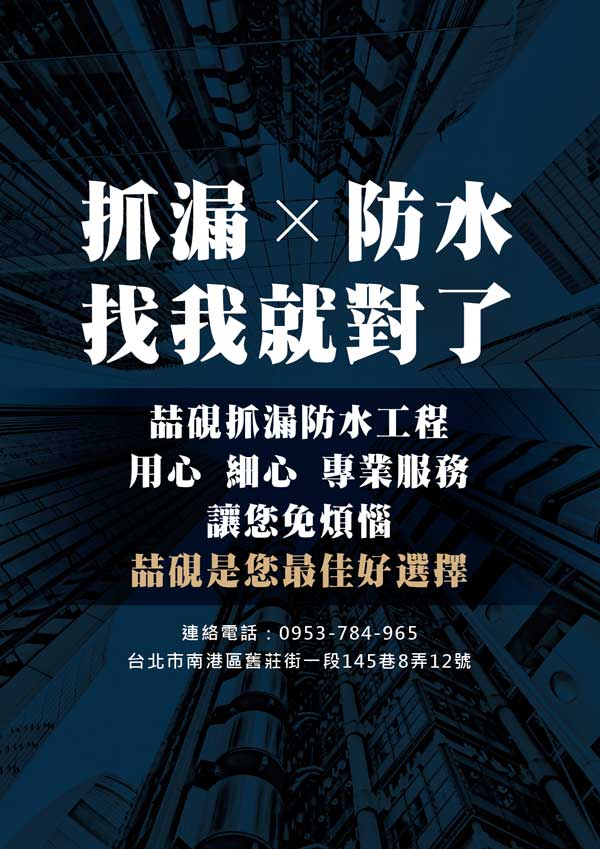 抓漏×防水
找我就對了
喆硯抓漏防水工程
用心 細心 專業服務
讓您免煩惱
喆硯是您最佳好選擇
連絡電話：0953-784-965
台北市南港區舊莊街一段145巷8弄12號